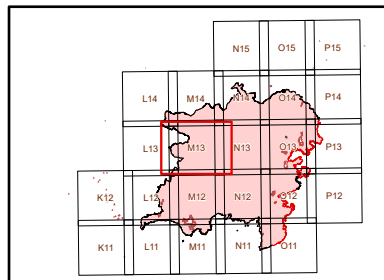 N15 O15 P15
L14 M14 N14 O14 P14
L13 M13 N13 O13 P13
K12 L12 M12 N12 O12 P12
K11 L11 M11 N11 O11